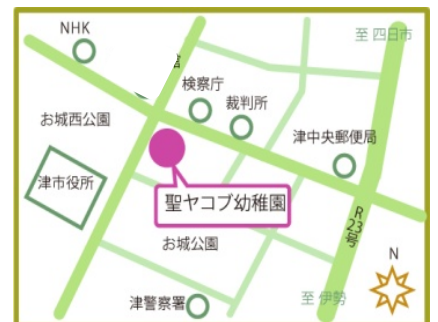 NHK
至 四日市
検察庁
裁判所
お城西公園
津中央郵便局
津市役所
聖ヤコブ幼稚園
R23号
お城公園
N
至 伊勢
津警察署